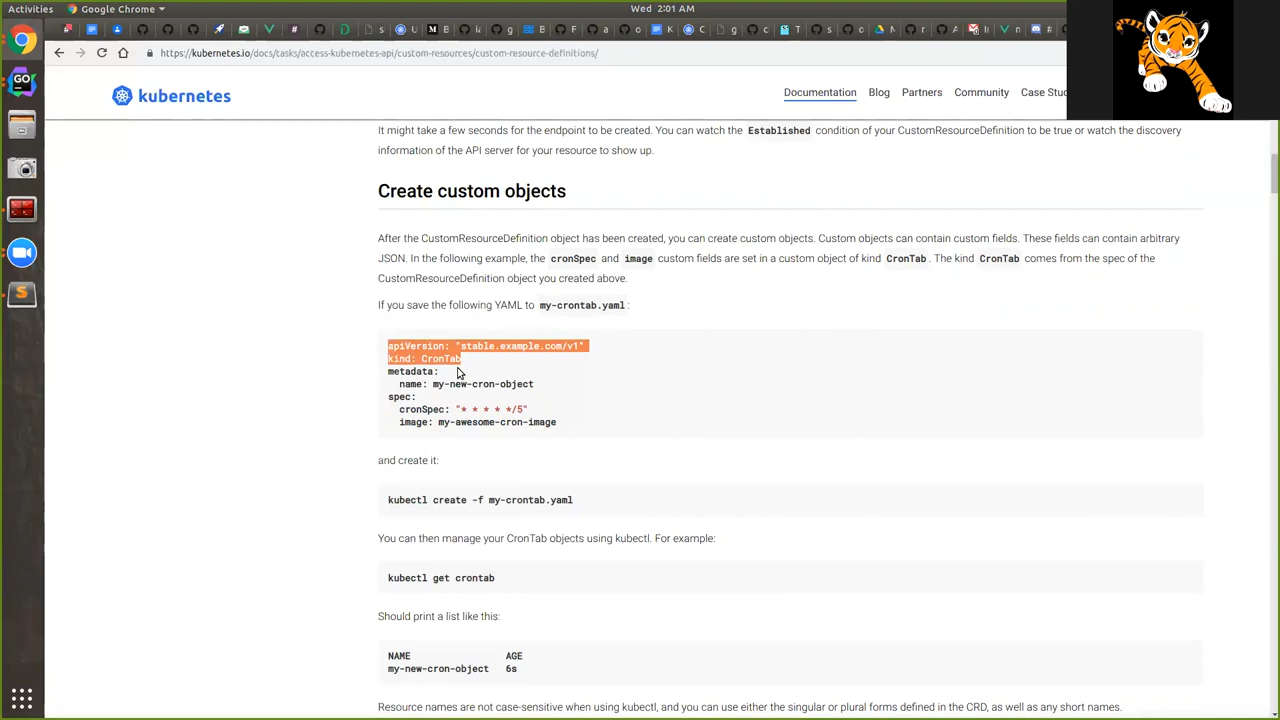 Activities
Google Chrome
Wed 2:01 AM
https://kubernetes.io/docs/tasks/access-kubernetes-api/custom-resources/custom-resource-definitions/
kubernetes
Documentation Blog Partners Community Case Stu
It might take a few seconds for the endpoint to be created. You can watch the Established condition of your CustomResourceDefinition to be true or watch the discovery
information of the API server for your resource to show up.
Create custom objects
After the CustomResourceDefinition object has been created, you can create custom objects. Custom objects can contain custom fields. These fields can contain arbitrary
JSON. In the following example, the cronSpec and image custom fields are set in a custom object of kind CronTab. The kind CronTab comes from the spec of the
CustomResourceDefinition object you created above.
If you save the following YAML to my-crontab.yaml:
apiVersion: "stable.example.com/v1"
kind: CronTab
metadata:
name: my-new-cron-object
spec:
cronSpec: "* * * * */5"
image: my-awesome-cron-image
and create it:
kubectl create -f my-crontab.yaml
You can then manage your CronTab objects using kubectl. For example:
kubectl get crontab
Should print a list like this:
NAME AGE
my-new-cron-object 6s
Resource names are not case-sensitive when using kubectl, and you can use either the singular or plural forms defined in the CRD, as well as any short names.